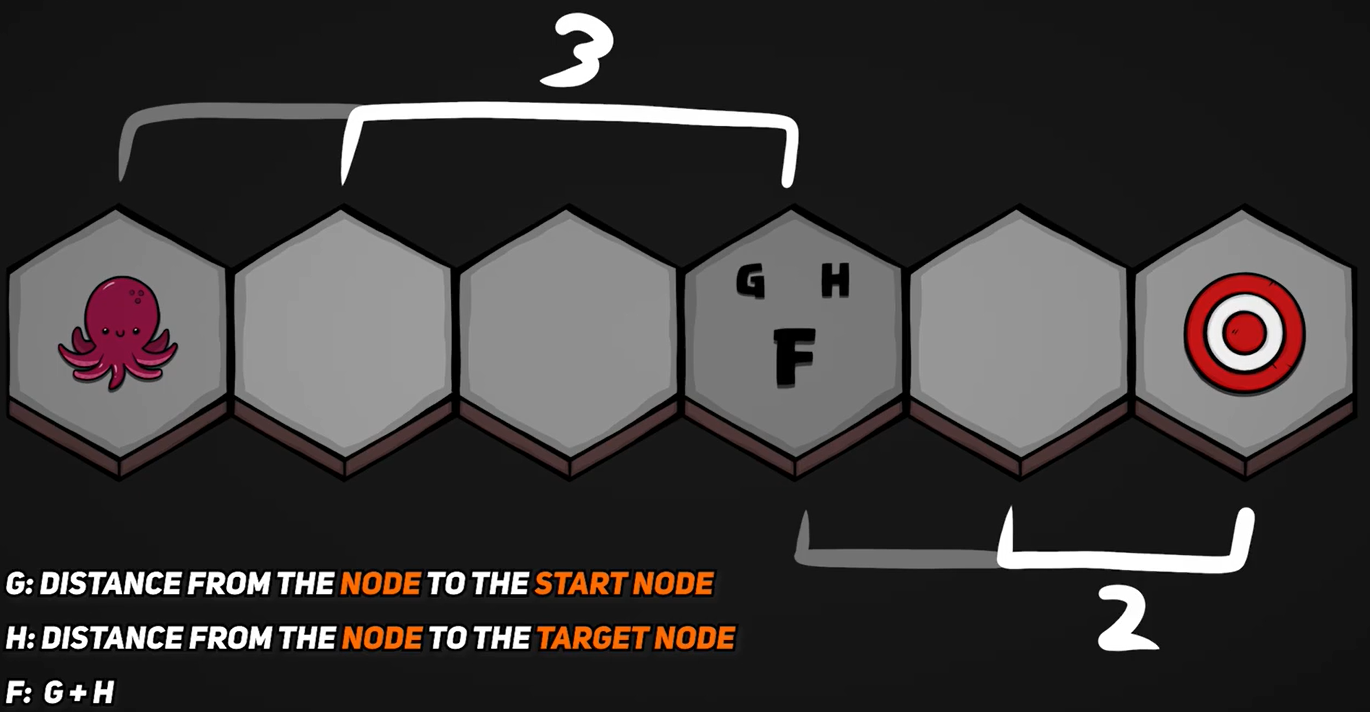 3
G H
F
2
G: DISTANCE FROM THE NODE TO THE START NODE
H: DISTANCE FROM THE NODE TO THE TARGET NODE
F: G + H